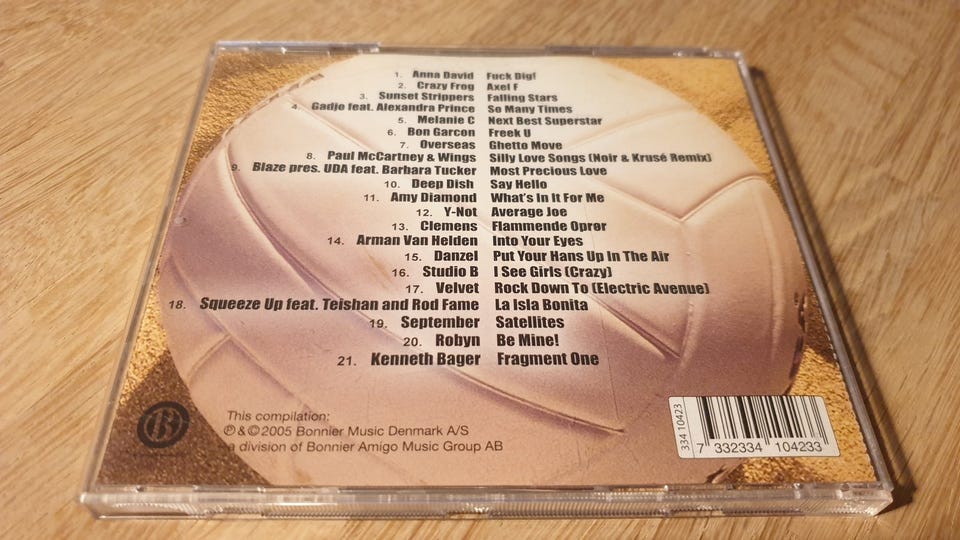 1. Anna David Fuck Dig!
2. Crazy Frog Axel F
3. Sunset Strippers Falling Stars
4. Gadjo feat. Alexandra Prince So Many Times
5. Melanie C Next Best Superstar
6. Bon Garcon Freek U
7. Overseas Ghetto Move
8. Paul McCartney & Wings Silly Love Songs (Noir & Krusé Remix)
9. Blaze pres. UDA feat. Barbara Tucker Most Precious Love
10. Deep Dish Say Hello
11. Amy Diamond What's In It For Me
12. Y-Not Average Joe
13. Clemens Flammende Oprør
14. Arman Van Helden Into Your Eyes
15. Danzel Put Your Hans Up In The Air
16. Studio B I See Girls (Crazy)
17. Velvet Rock Down To (Electric Avenue)
18. Squeeze Up feat. Teishan and Rod Fame La Isla Bonita
19. September Satellites
20. Robyn Be Mine!
21. Kenneth Bager Fragment One
This compilation:
℗ & © 2005 Bonnier Music Denmark A/S
a division of Bonnier Amigo Music Group AB
B
334 10423
7 332334 104233